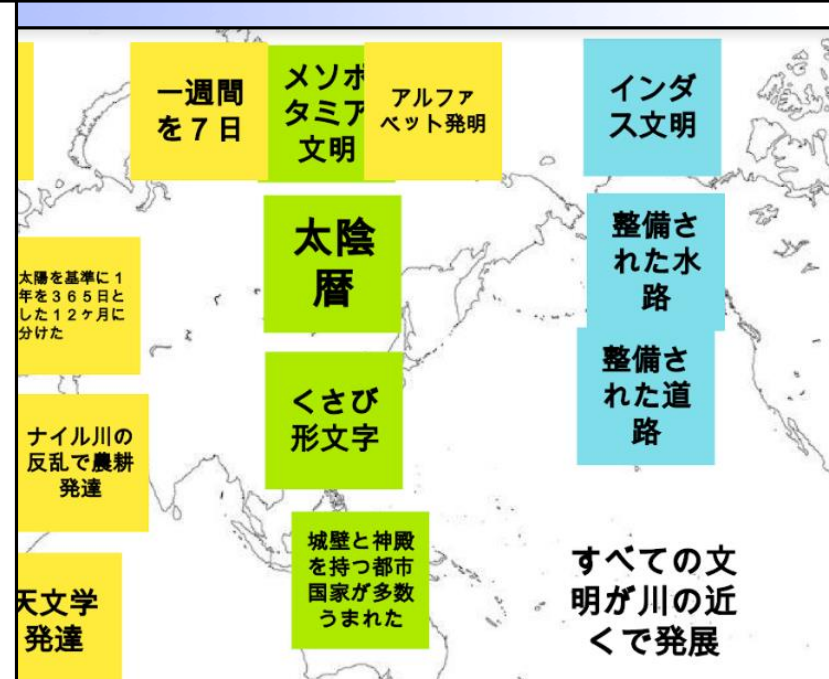 一週間
を７日
メソポ
タミア
文明
アルファ
ベット発明
インダ
ス文明
太陽を基準に１
年を３６５日と
した１２ヶ月に
分けた
太陰
暦
整備さ
れた水
路
ナイル川の
反乱で農耕
発達
くさび
形文字
整備さ
れた道
路
天文学
発達
城壁と神殿
を持つ都市
国家が多数
うまれた
すべての文
明が川の近
くで発展